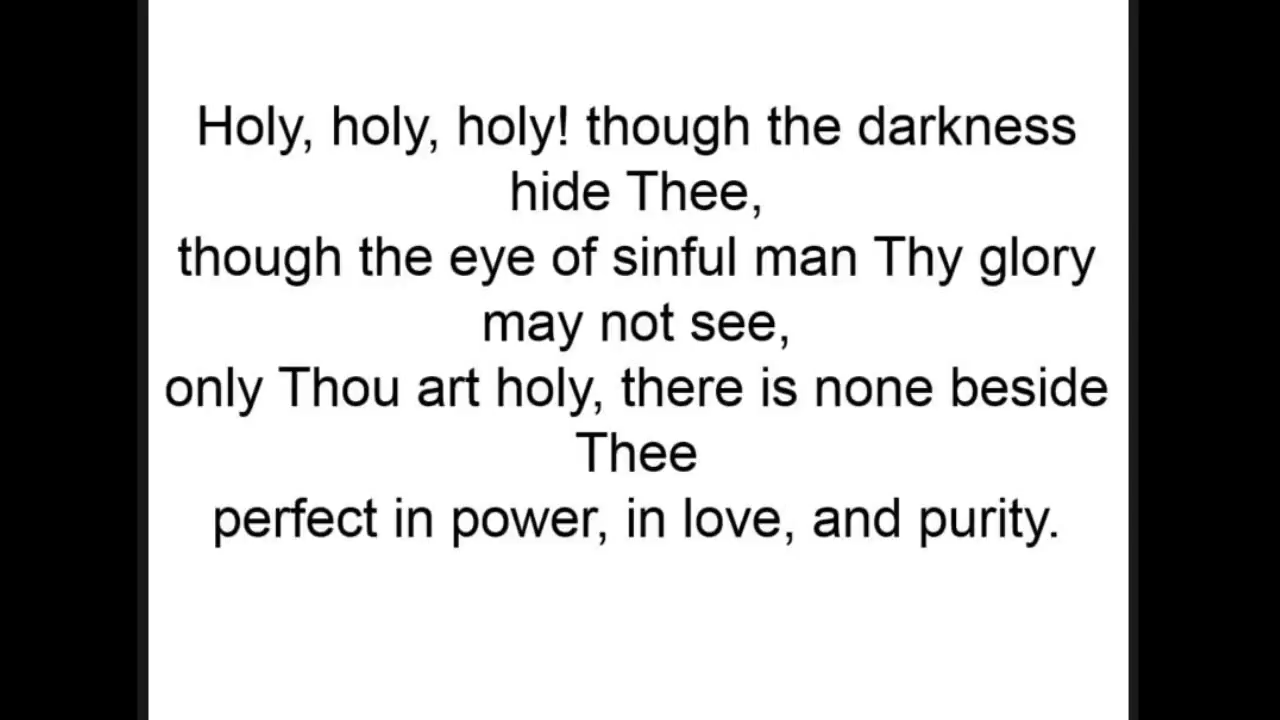 Holy, holy, holy! though the darkness
hide Thee,
though the eye of sinful man Thy glory
may not see,
only Thou art holy, there is none beside
Thee
perfect in power, in love, and purity.